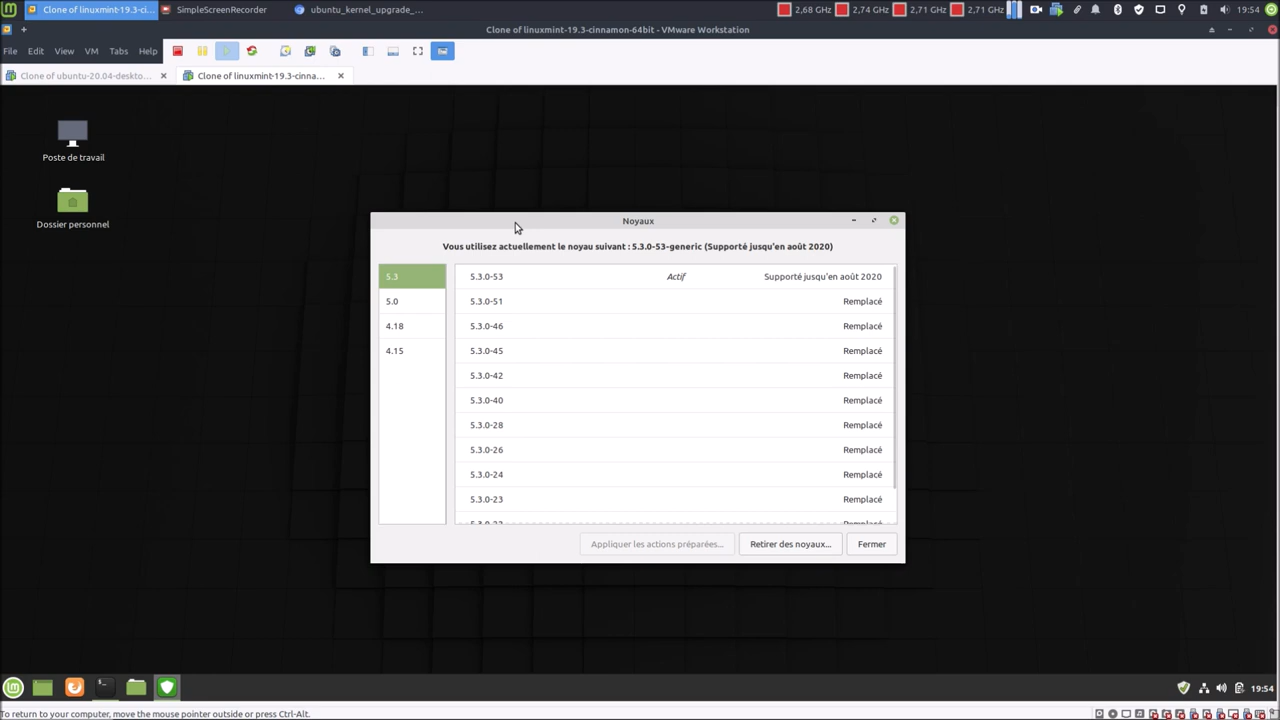 Clone of linuxmint-19.3-ci...
SimpleScreenRecorder
ubuntu_kernel_upgrade_...
2,68 GHz
2,74 GHz
2,71 GHz
2,71 GHz
19:54
Clone of linuxmint-19.3-cinnamon-64bit - VMware Workstation
File Edit View VM Tabs Help
Clone of ubuntu-20.04-deskto...
Clone of linuxmint-19.3-cinna...
Poste de travail
Dossier personnel
Noyaux
Vous utilisez actuellement le noyau suivant : 5.3.0-53-generic (Supporté jusqu'en août 2020)
5.3
5.0
4.18
4.15
5.3.0-53 Actif Supporté jusqu'en août 2020
5.3.0-51 Remplacé
5.3.0-46 Remplacé
5.3.0-45 Remplacé
5.3.0-42 Remplacé
5.3.0-40 Remplacé
5.3.0-28 Remplacé
5.3.0-26 Remplacé
5.3.0-24 Remplacé
5.3.0-23 Remplacé
Appliquer les actions préparées...
Retirer des noyaux...
Fermer
19:54
To return to your computer, move the mouse pointer outside or press Ctrl-Alt.